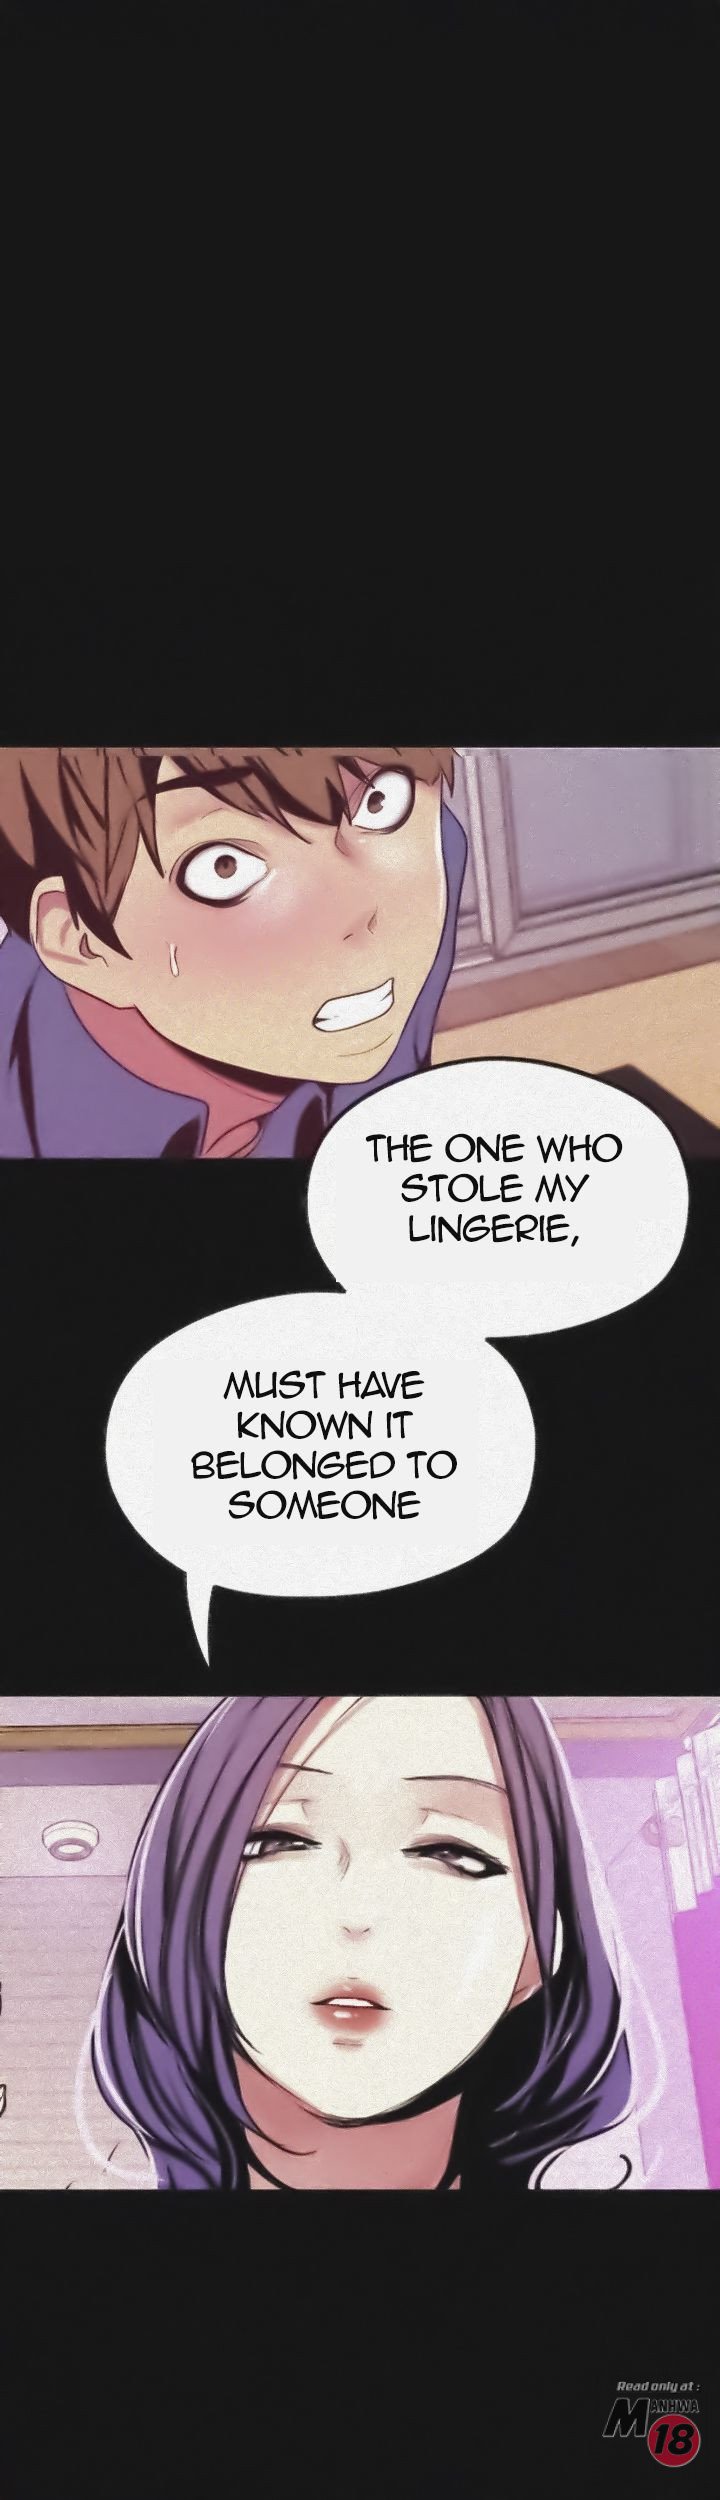 THE ONE WHO
STOLE MY
LINGERIE,
MUST HAVE
KNOWN IT
BELONGED TO
SOMEONE
Read only at :
MANHWA
18